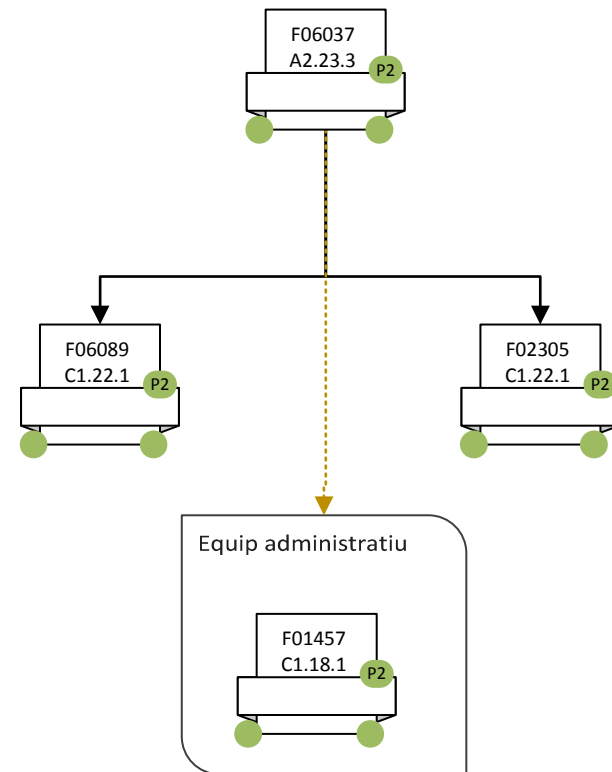 F06037
A2.23.3
P2
F06089
C1.22.1
P2
F02305
C1.22.1
P2
Equip administratiu
F01457
C1.18.1
P2